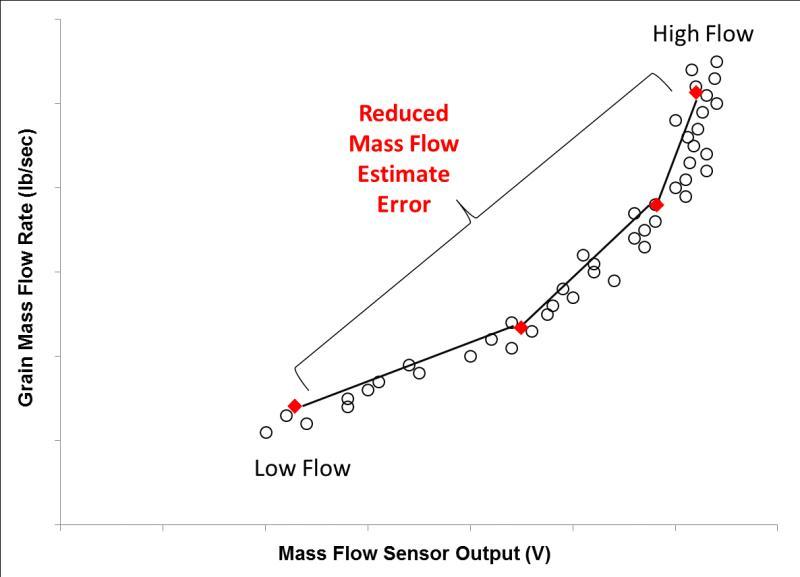 High Flow
Reduced
Mass Flow
Estimate
Error
Grain Mass Flow Rate (lb/sec)
Low Flow
Mass Flow Sensor Output (V)